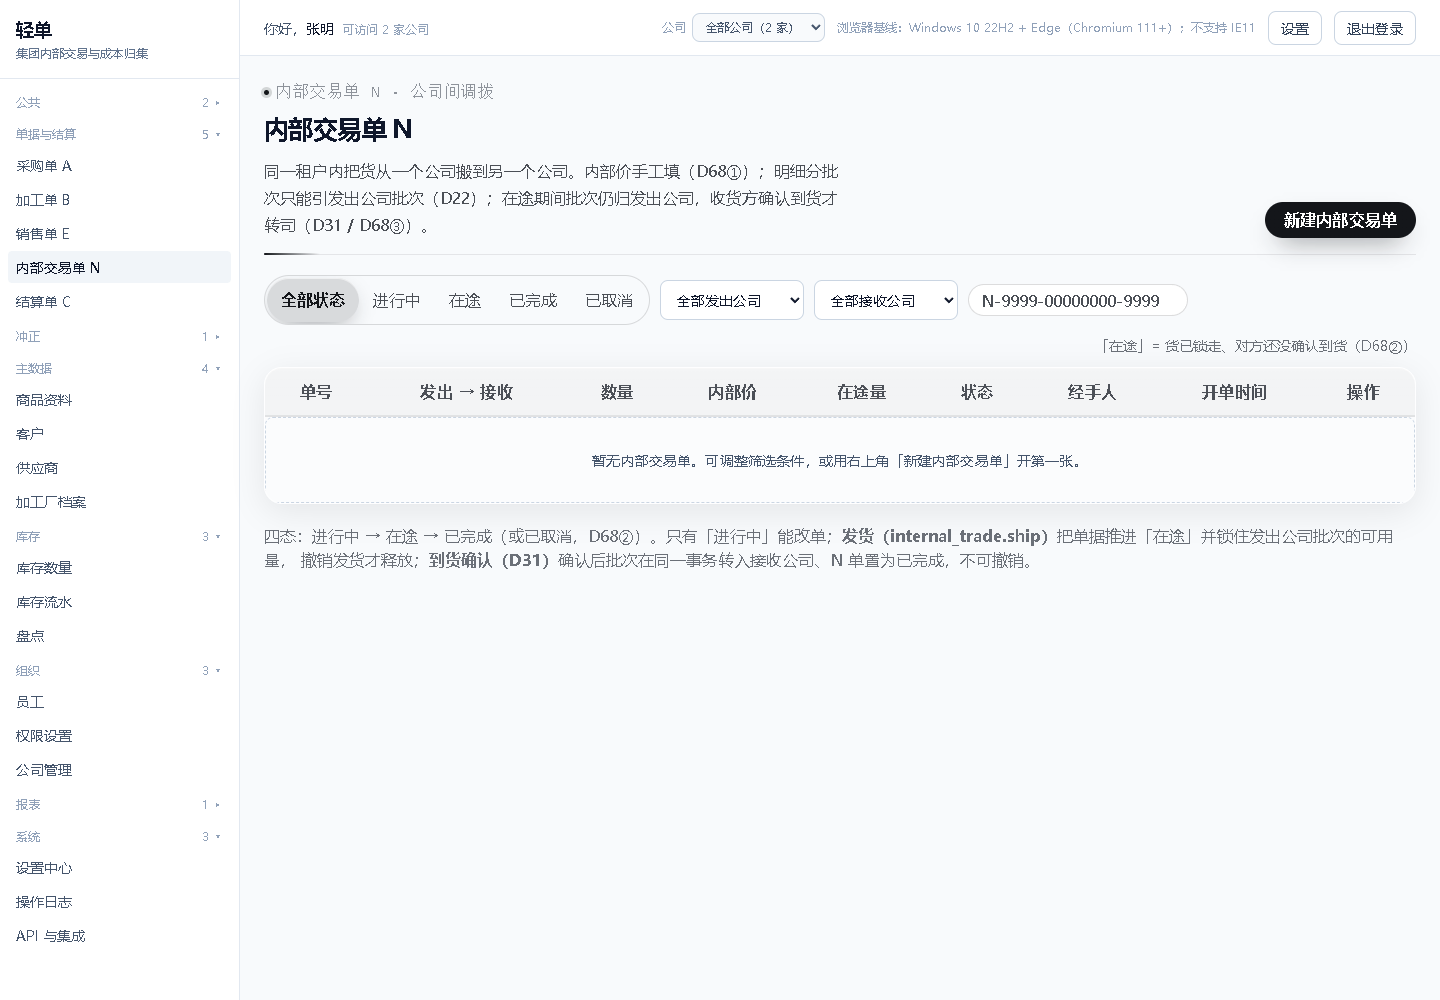 轻单
集团内部交易与成本归集
公共 2
单据与结算 5
采购单 A
加工单 B
销售单 E
内部交易单 N
结算单 C
冲正 1
主数据 4
商品资料
客户
供应商
加工厂档案
库存 3
库存数量
库存流水
盘点
组织 3
员工
权限设置
公司管理
报表 1
系统 3
设置中心
操作日志
API 与集成
你好，张明 可访问 2 家公司 公司 全部公司（2 家） 浏览器基线：Windows 10 22H2 + Edge（Chromium 111+）；不支持 IE11 设置 退出登录
内部交易单 N - 公司间调拨
内部交易单 N
同一租户内把货从一个公司搬到另一个公司。内部价手工填（D68①）；明细分批
次只能引发出公司批次（D22）；在途期间批次仍归发出公司，收货方确认到货才
转司（D31 / D68③）。
新建内部交易单
全部状态 进行中 在途 已完成 已取消 全部发出公司 全部接收公司 N-9999-00000000-9999
「在途」= 货已锁走、对方还没确认到货（D68②）
单号 发出 → 接收 数量 内部价 在途量 状态 经手人 开单时间 操作
暂无内部交易单。可调整筛选条件，或用右上角「新建内部交易单」开第一张。
四态：进行中 → 在途 → 已完成（或已取消，D68②）。只有「进行中」能改单；发货（internal_trade.ship）把单据推进「在途」并锁住发出公司批次的可用
量， 撤销发货才释放；到货确认（D31）确认后批次在同一事务转入接收公司、N 单置为已完成，不可撤销。